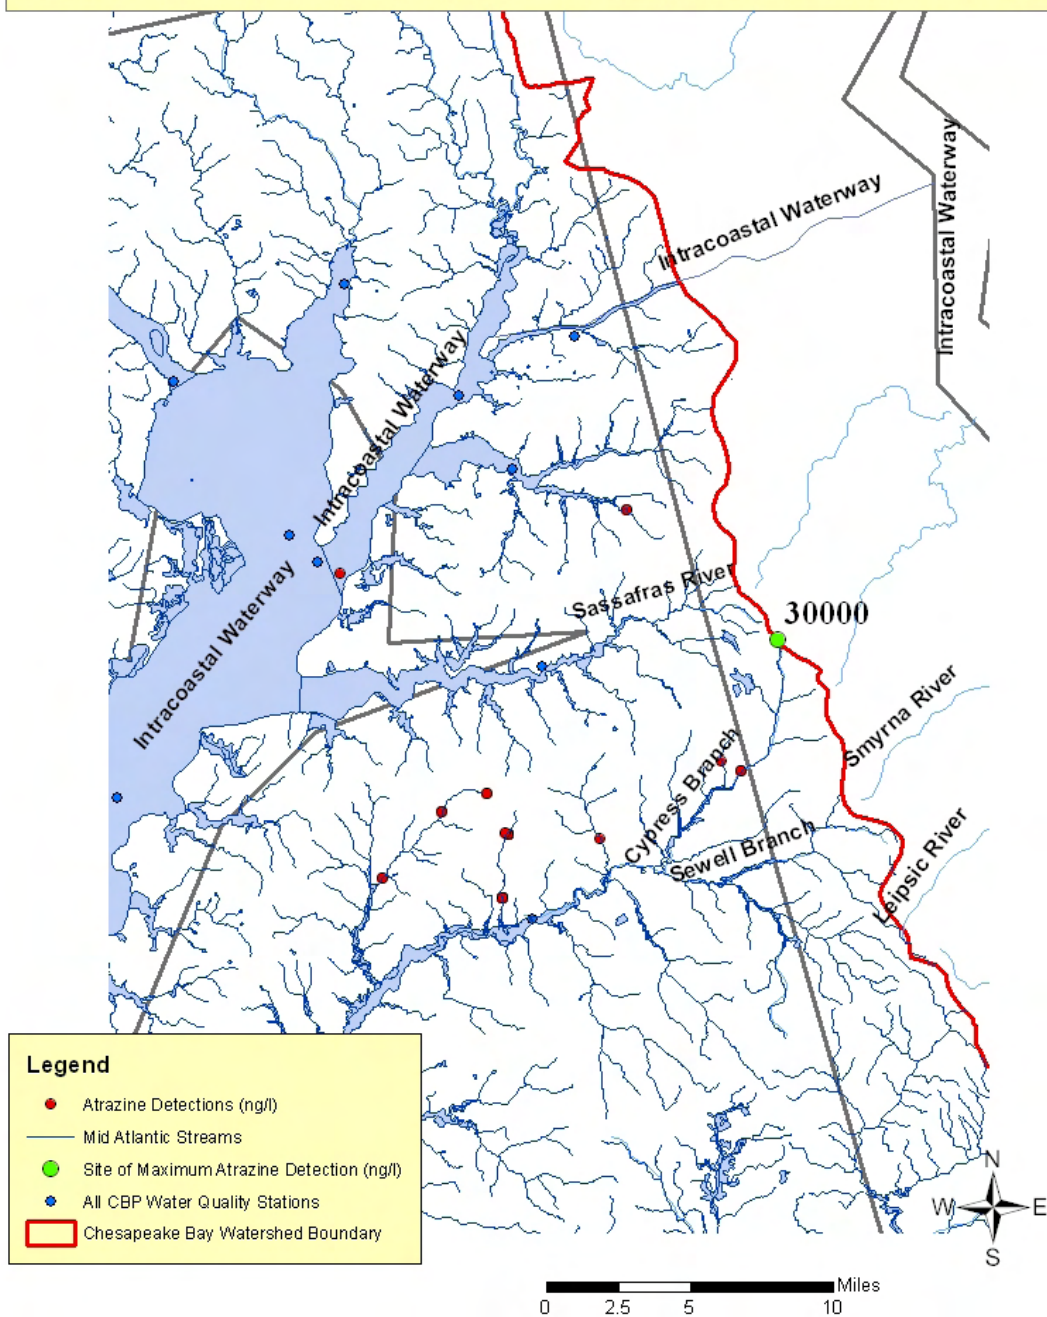 Intracoastal Waterway
Intracoastal Waterway
Intracoastal Waterway
Intracoastal Waterway
Sassafras River
30000
Smyrna River
Cypress Branch
Sewell Branch
Leipsic River
Legend
Atrazine Detections (ng/l)
Mid Atlantic Streams
Site of Maximum Atrazine Detection (ng/l)
All CBP Water Quality Stations
Chesapeake Bay Watershed Boundary
N
W E
S
Miles
0 2.5 5 10